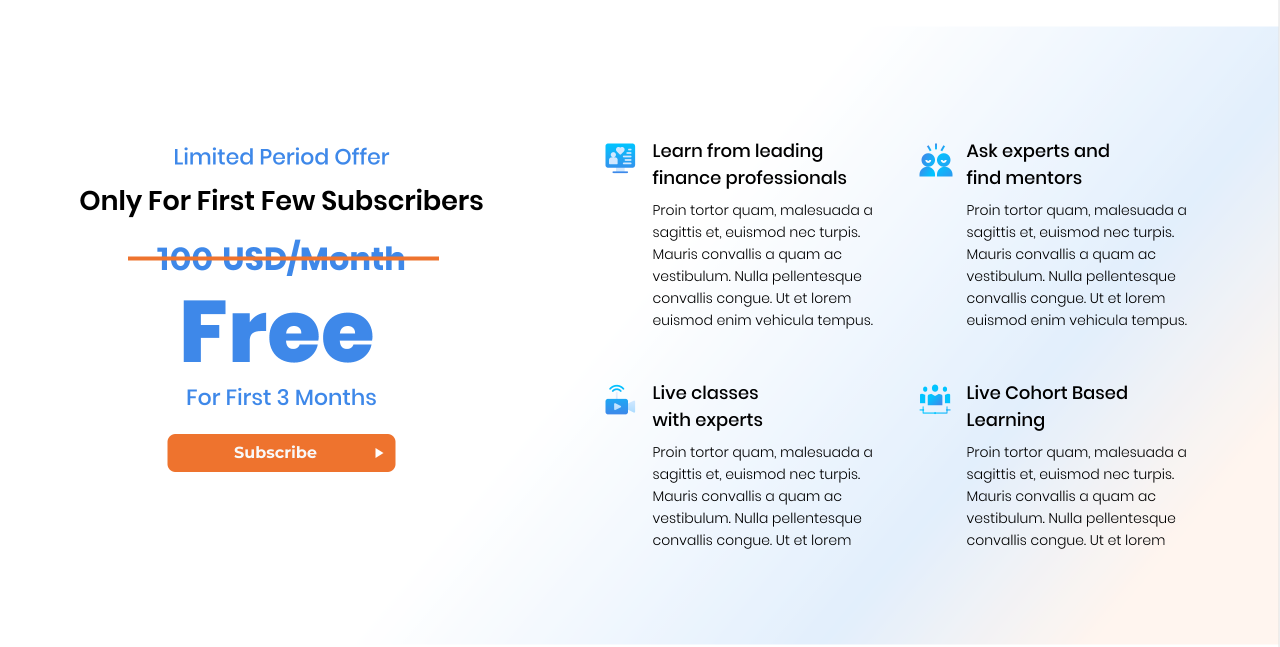 Limited Period Offer
Only For First Few Subscribers
100 USD/Month
Free
For First 3 Months
Subscribe
Learn from leading
finance professionals
Proin tortor quam, malesuada a
sagittis et, euismod nec turpis.
Mauris convallis a quam ac
vestibulum. Nulla pellentesque
convallis congue. Ut et lorem
euismod enim vehicula tempus.
Ask experts and
find mentors
Proin tortor quam, malesuada a
sagittis et, euismod nec turpis.
Mauris convallis a quam ac
vestibulum. Nulla pellentesque
convallis congue. Ut et lorem
euismod enim vehicula tempus.
Live classes
with experts
Proin tortor quam, malesuada a
sagittis et, euismod nec turpis.
Mauris convallis a quam ac
vestibulum. Nulla pellentesque
convallis congue. Ut et lorem
Live Cohort Based
Learning
Proin tortor quam, malesuada a
sagittis et, euismod nec turpis.
Mauris convallis a quam ac
vestibulum. Nulla pellentesque
convallis congue. Ut et lorem